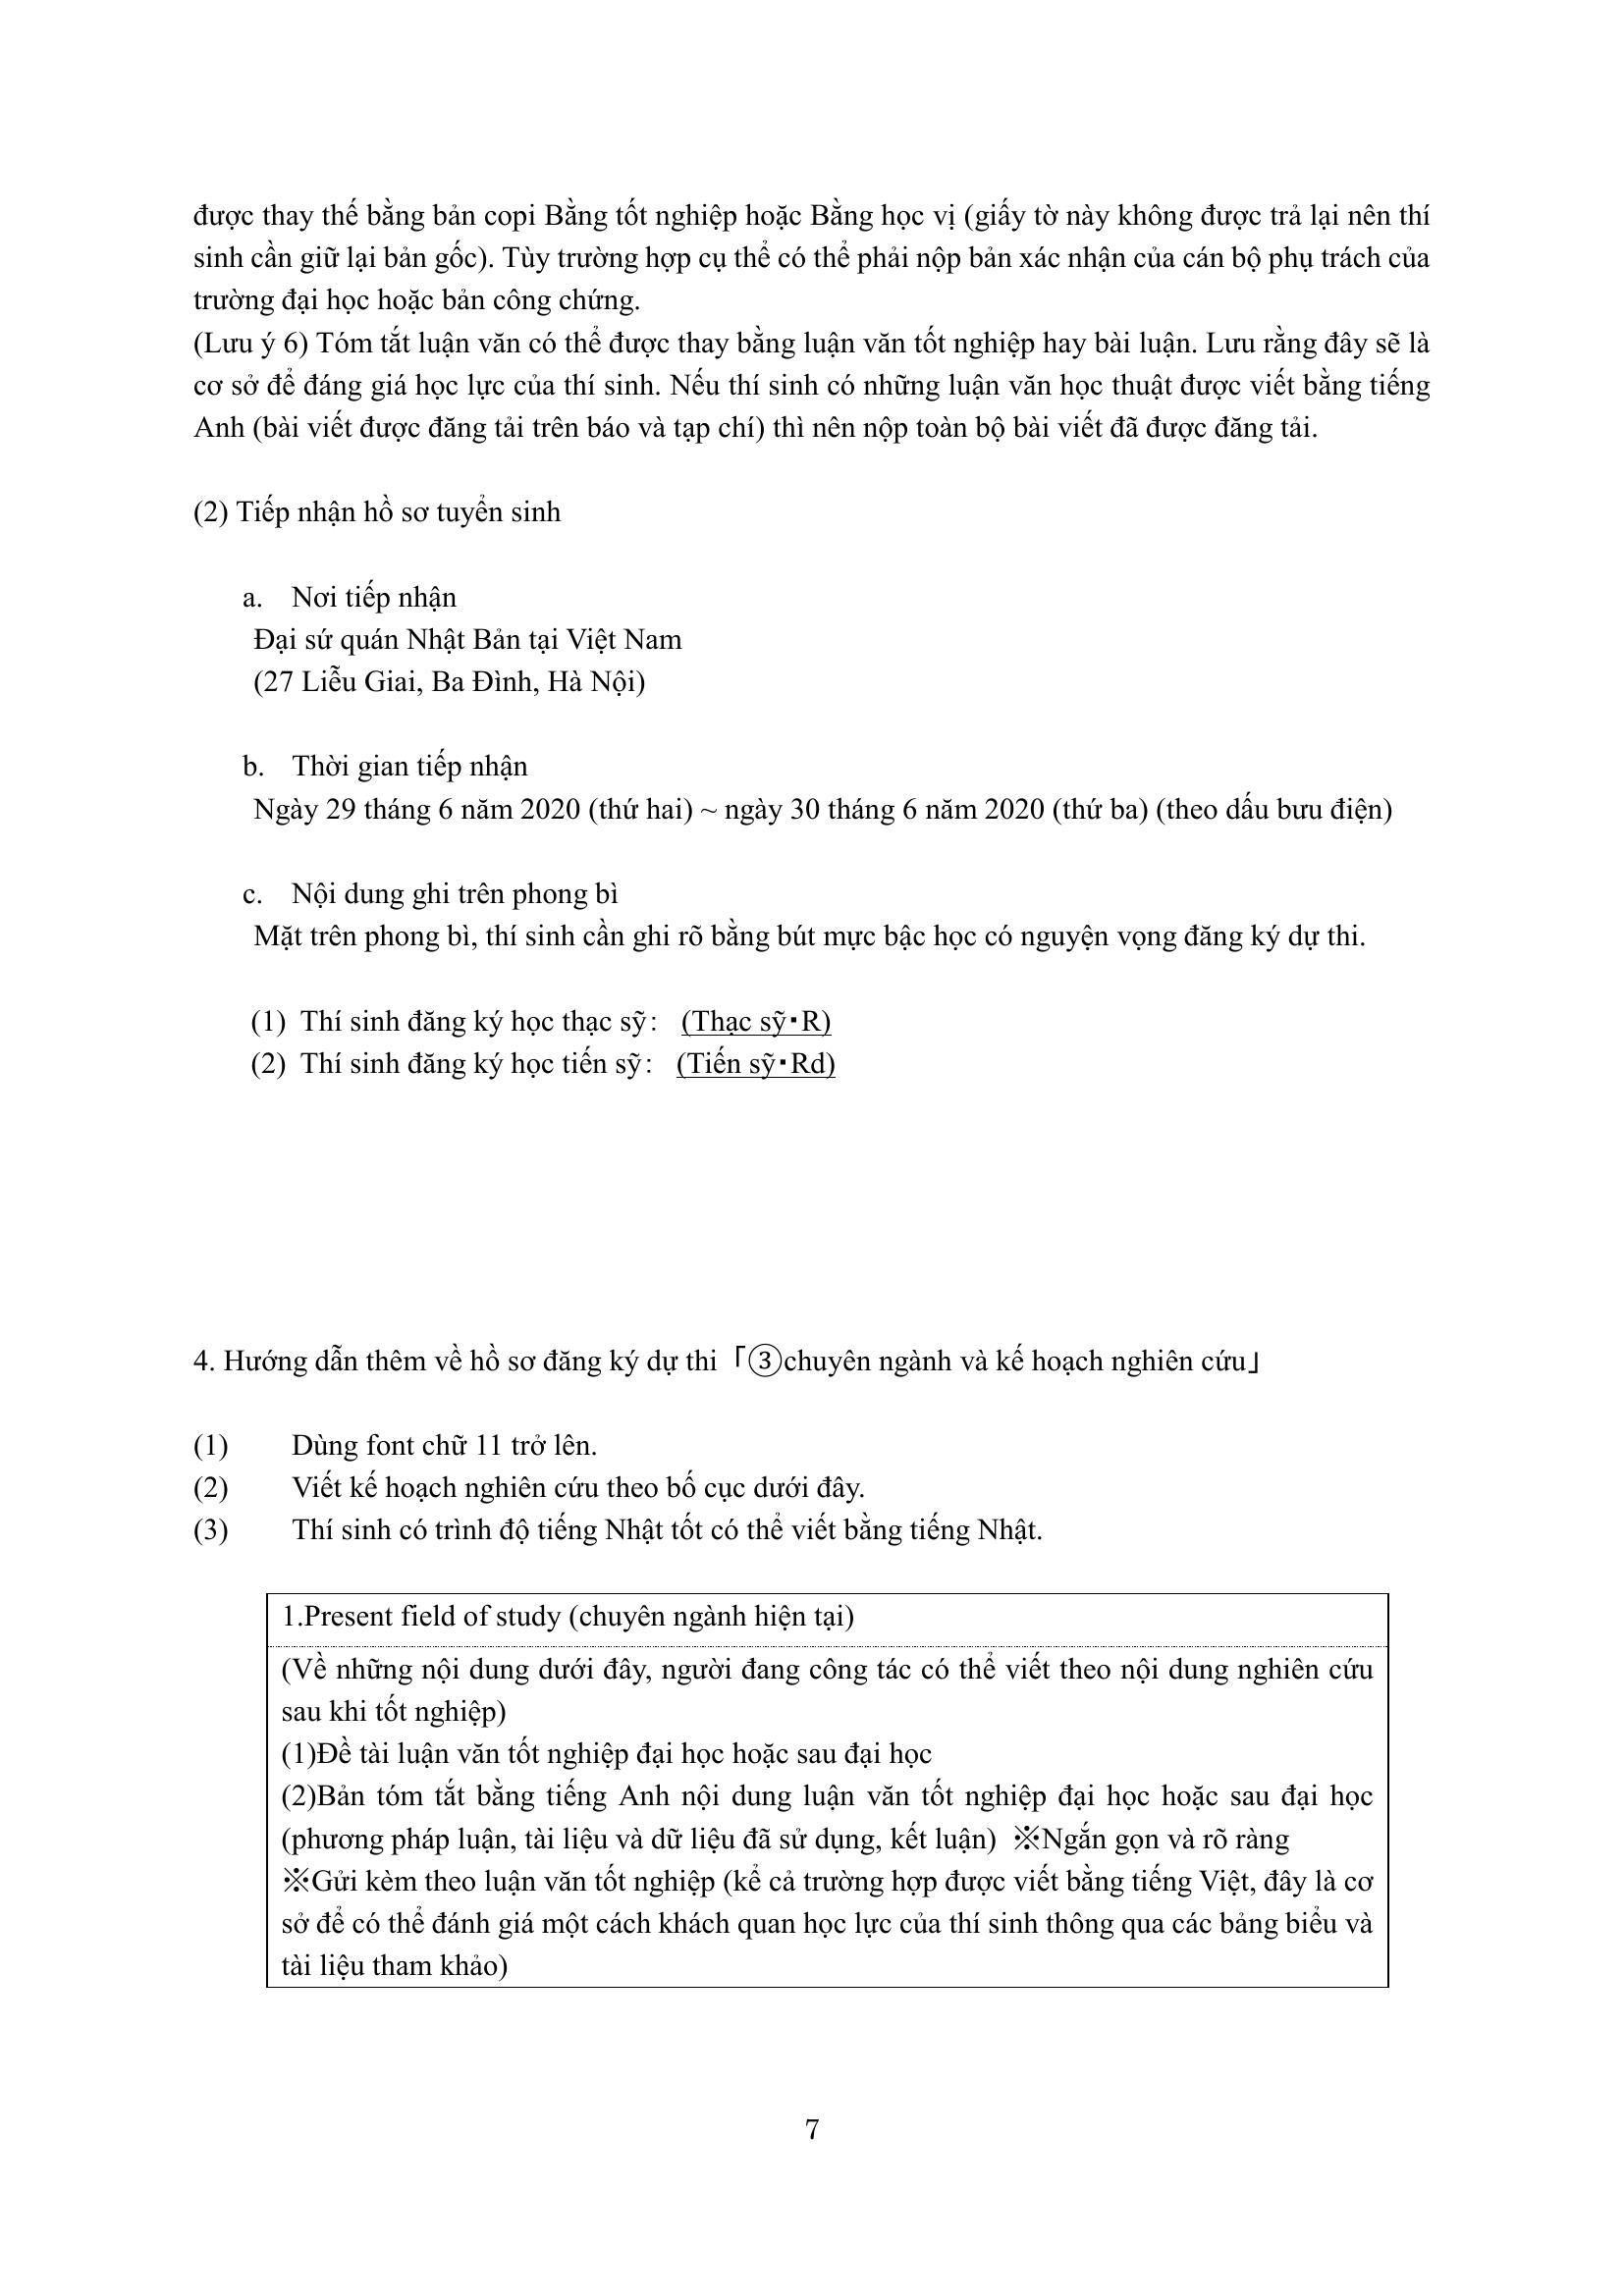 được thay thế bằng bản copi Bằng tốt nghiệp hoặc Bằng học vị (giấy tờ này không được trả lại nên thí
sinh cần giữ lại bản gốc). Tùy trường hợp cụ thể có thể phải nộp bản xác nhận của cán bộ phụ trách của
trường đại học hoặc bản công chứng.
(Lưu ý 6) Tóm tắt luận văn có thể được thay bằng luận văn tốt nghiệp hay bài luận. Lưu rằng đây sẽ là
cơ sở để đáng giá học lực của thí sinh. Nếu thí sinh có những luận văn học thuật được viết bằng tiếng
Anh (bài viết được đăng tải trên báo và tạp chí) thì nên nộp toàn bộ bài viết đã được đăng tải.
(2) Tiếp nhận hồ sơ tuyển sinh
a. Nơi tiếp nhận
Đại sứ quán Nhật Bản tại Việt Nam
(27 Liễu Giai, Ba Đình, Hà Nội)
b. Thời gian tiếp nhận
Ngày 29 tháng 6 năm 2020 (thứ hai) ~ ngày 30 tháng 6 năm 2020 (thứ ba) (theo dấu bưu điện)
c. Nội dung ghi trên phong bì
Mặt trên phong bì, thí sinh cần ghi rõ bằng bút mực bậc học có nguyện vọng đăng ký dự thi.
(1) Thí sinh đăng ký học thạc sỹ: (Thạc sỹ・R)
(2) Thí sinh đăng ký học tiến sỹ: (Tiến sỹ・Rd)
4. Hướng dẫn thêm về hồ sơ đăng ký dự thi「③chuyên ngành và kế hoạch nghiên cứu」
(1) Dùng font chữ 11 trở lên.
(2) Viết kế hoạch nghiên cứu theo bố cục dưới đây.
(3) Thí sinh có trình độ tiếng Nhật tốt có thể viết bằng tiếng Nhật.
1.Present field of study (chuyên ngành hiện tại)
(Về những nội dung dưới đây, người đang công tác có thể viết theo nội dung nghiên cứu
sau khi tốt nghiệp)
(1)Đề tài luận văn tốt nghiệp đại học hoặc sau đại học
(2)Bản tóm tắt bằng tiếng Anh nội dung luận văn tốt nghiệp đại học hoặc sau đại học
(phương pháp luận, tài liệu và dữ liệu đã sử dụng, kết luận) ※Ngắn gọn và rõ ràng
※Gửi kèm theo luận văn tốt nghiệp (kể cả trường hợp được viết bằng tiếng Việt, đây là cơ
sở để có thể đánh giá một cách khách quan học lực của thí sinh thông qua các bảng biểu và
tài liệu tham khảo)
7